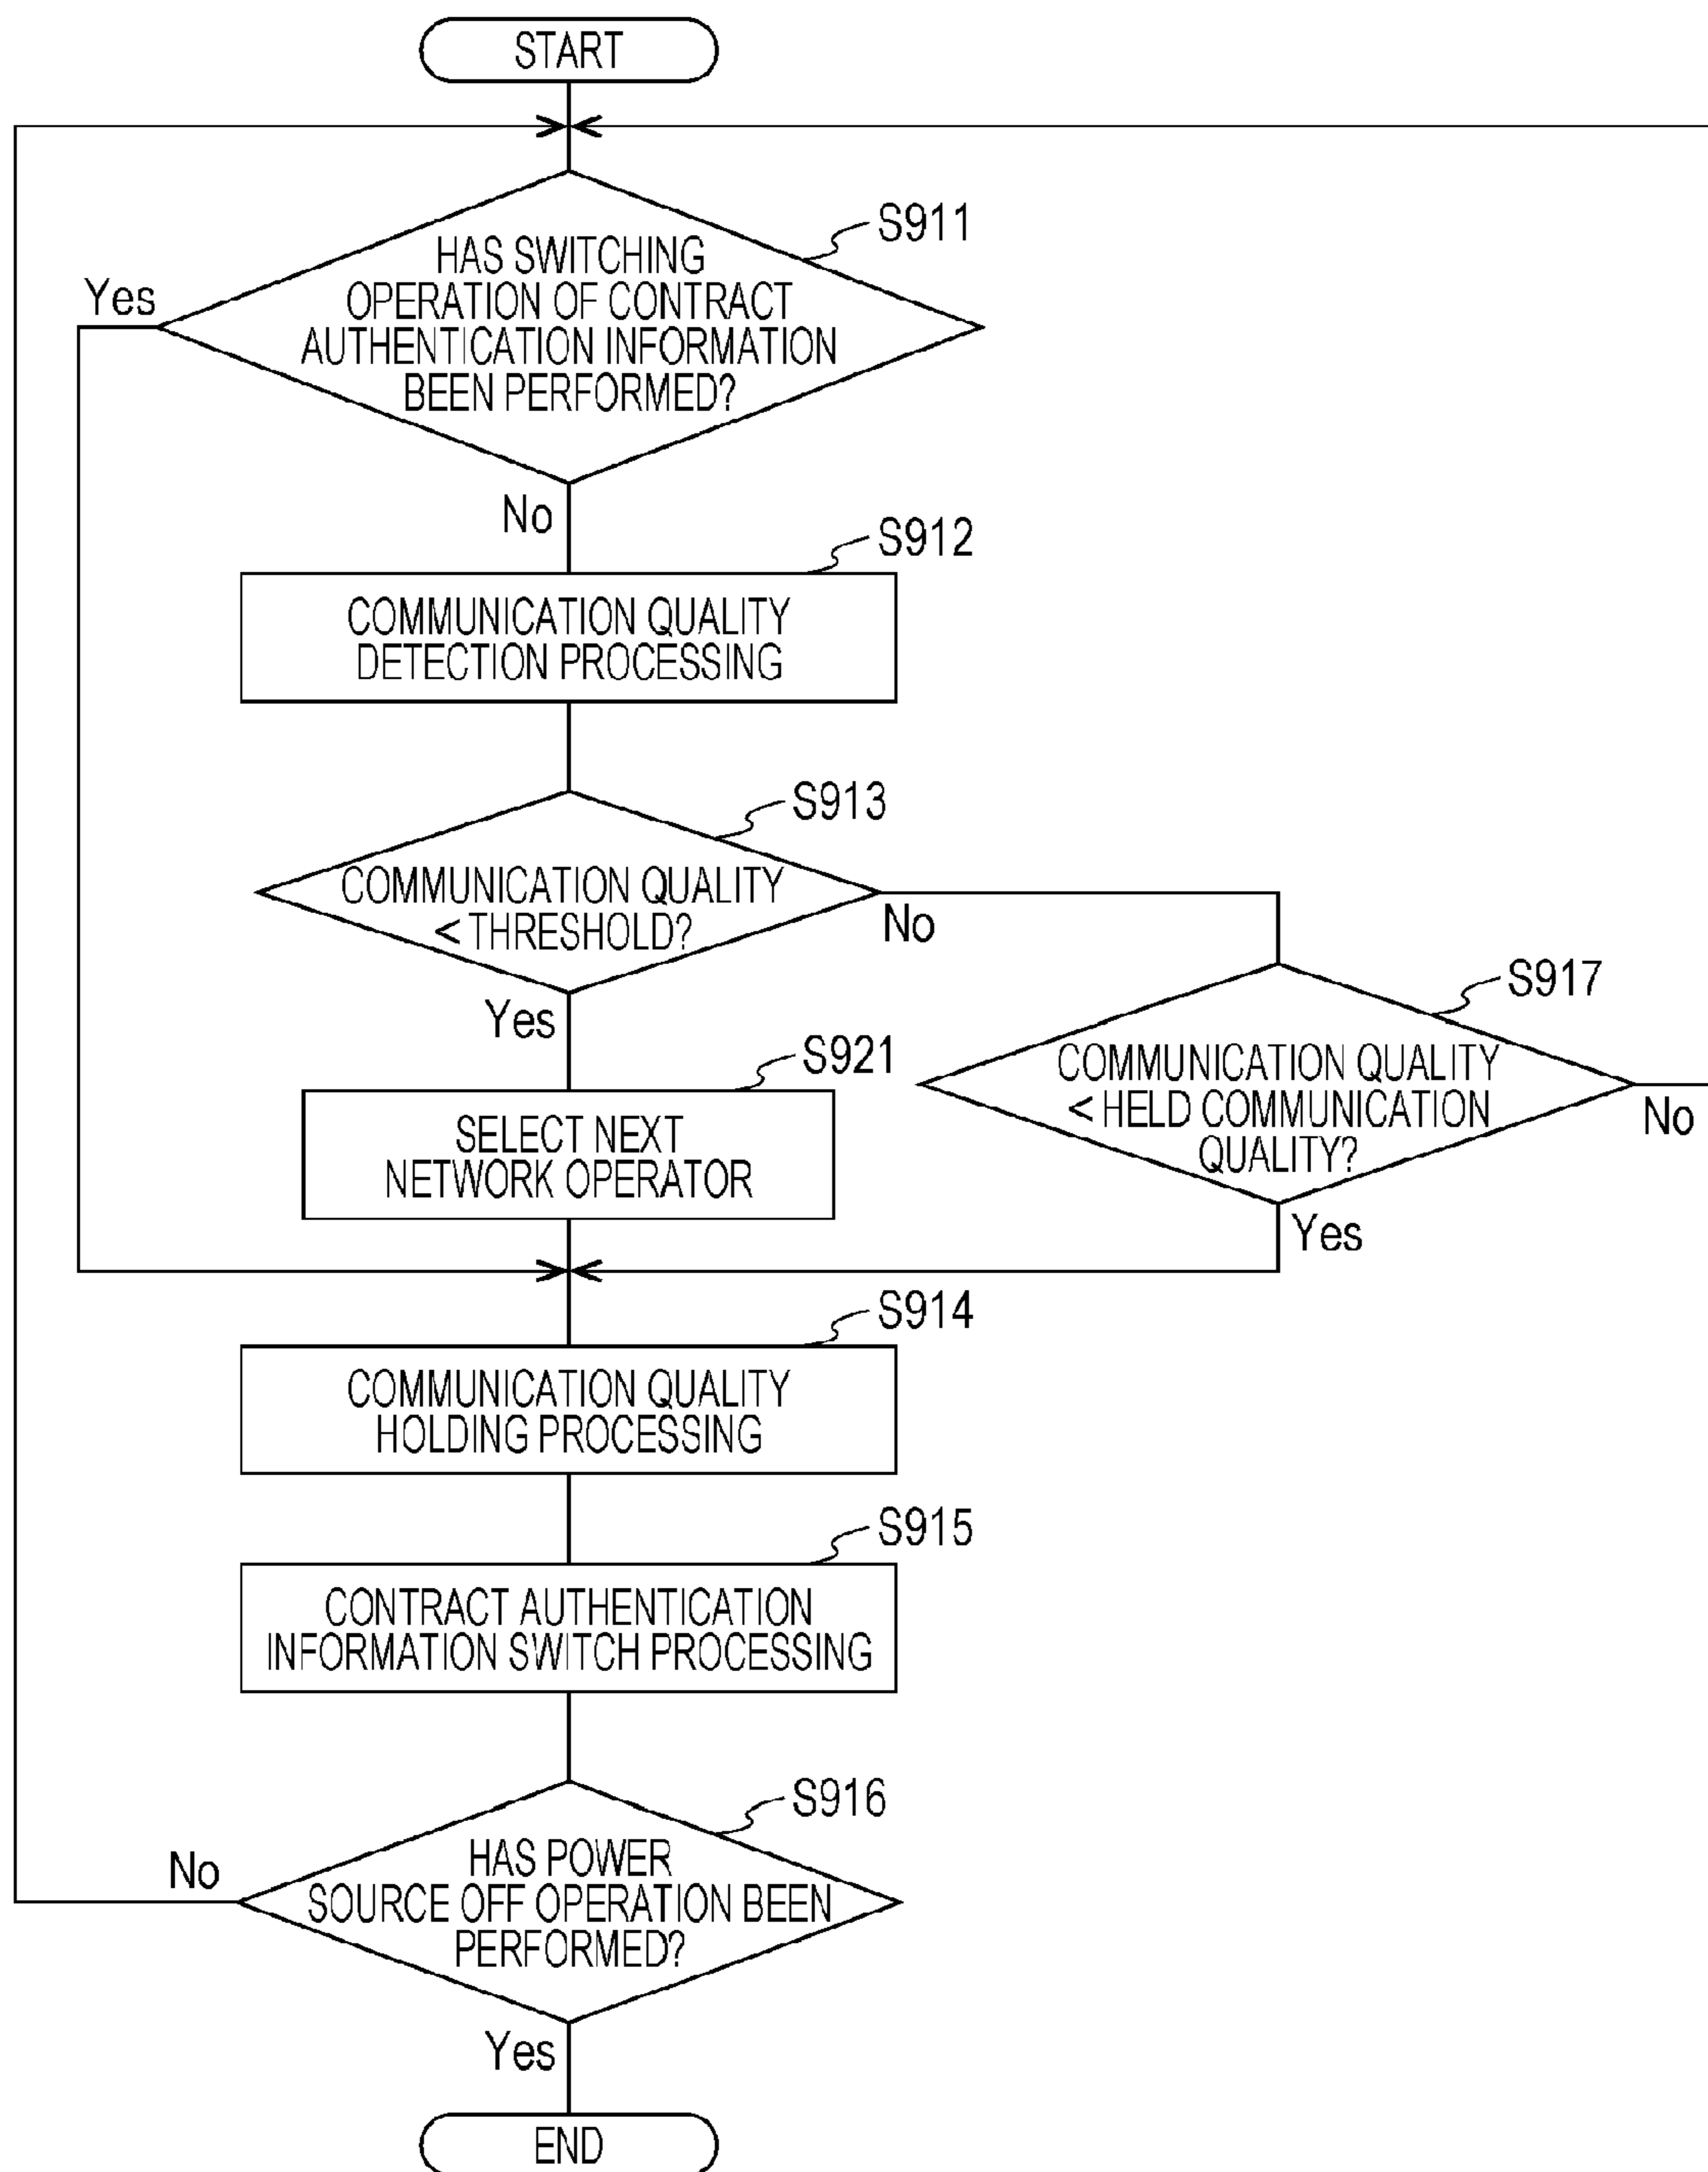 START
S911
HAS SWITCHING
OPERATION OF CONTRACT
AUTHENTICATION INFORMATION
BEEN PERFORMED?
Yes
No
S912
COMMUNICATION QUALITY
DETECTION PROCESSING
S913
COMMUNICATION QUALITY
< THRESHOLD?
No
Yes
S917
COMMUNICATION QUALITY
< HELD COMMUNICATION
QUALITY?
No
Yes
S921
SELECT NEXT
NETWORK OPERATOR
S914
COMMUNICATION QUALITY
HOLDING PROCESSING
S915
CONTRACT AUTHENTICATION
INFORMATION SWITCH PROCESSING
S916
HAS POWER
SOURCE OFF OPERATION BEEN
PERFORMED?
No
Yes
END